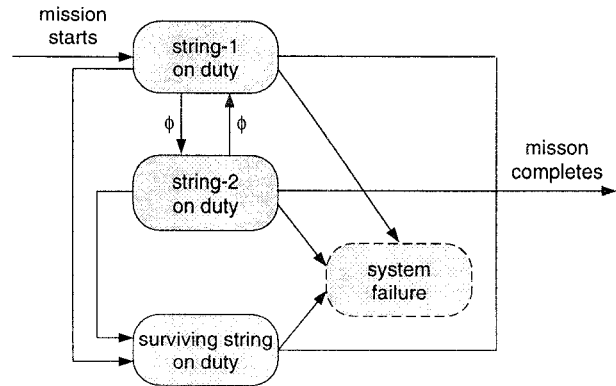 mission
starts
string-1
on duty
ϕ
ϕ
string-2
on duty
misson
completes
system
failure
surviving string
on duty